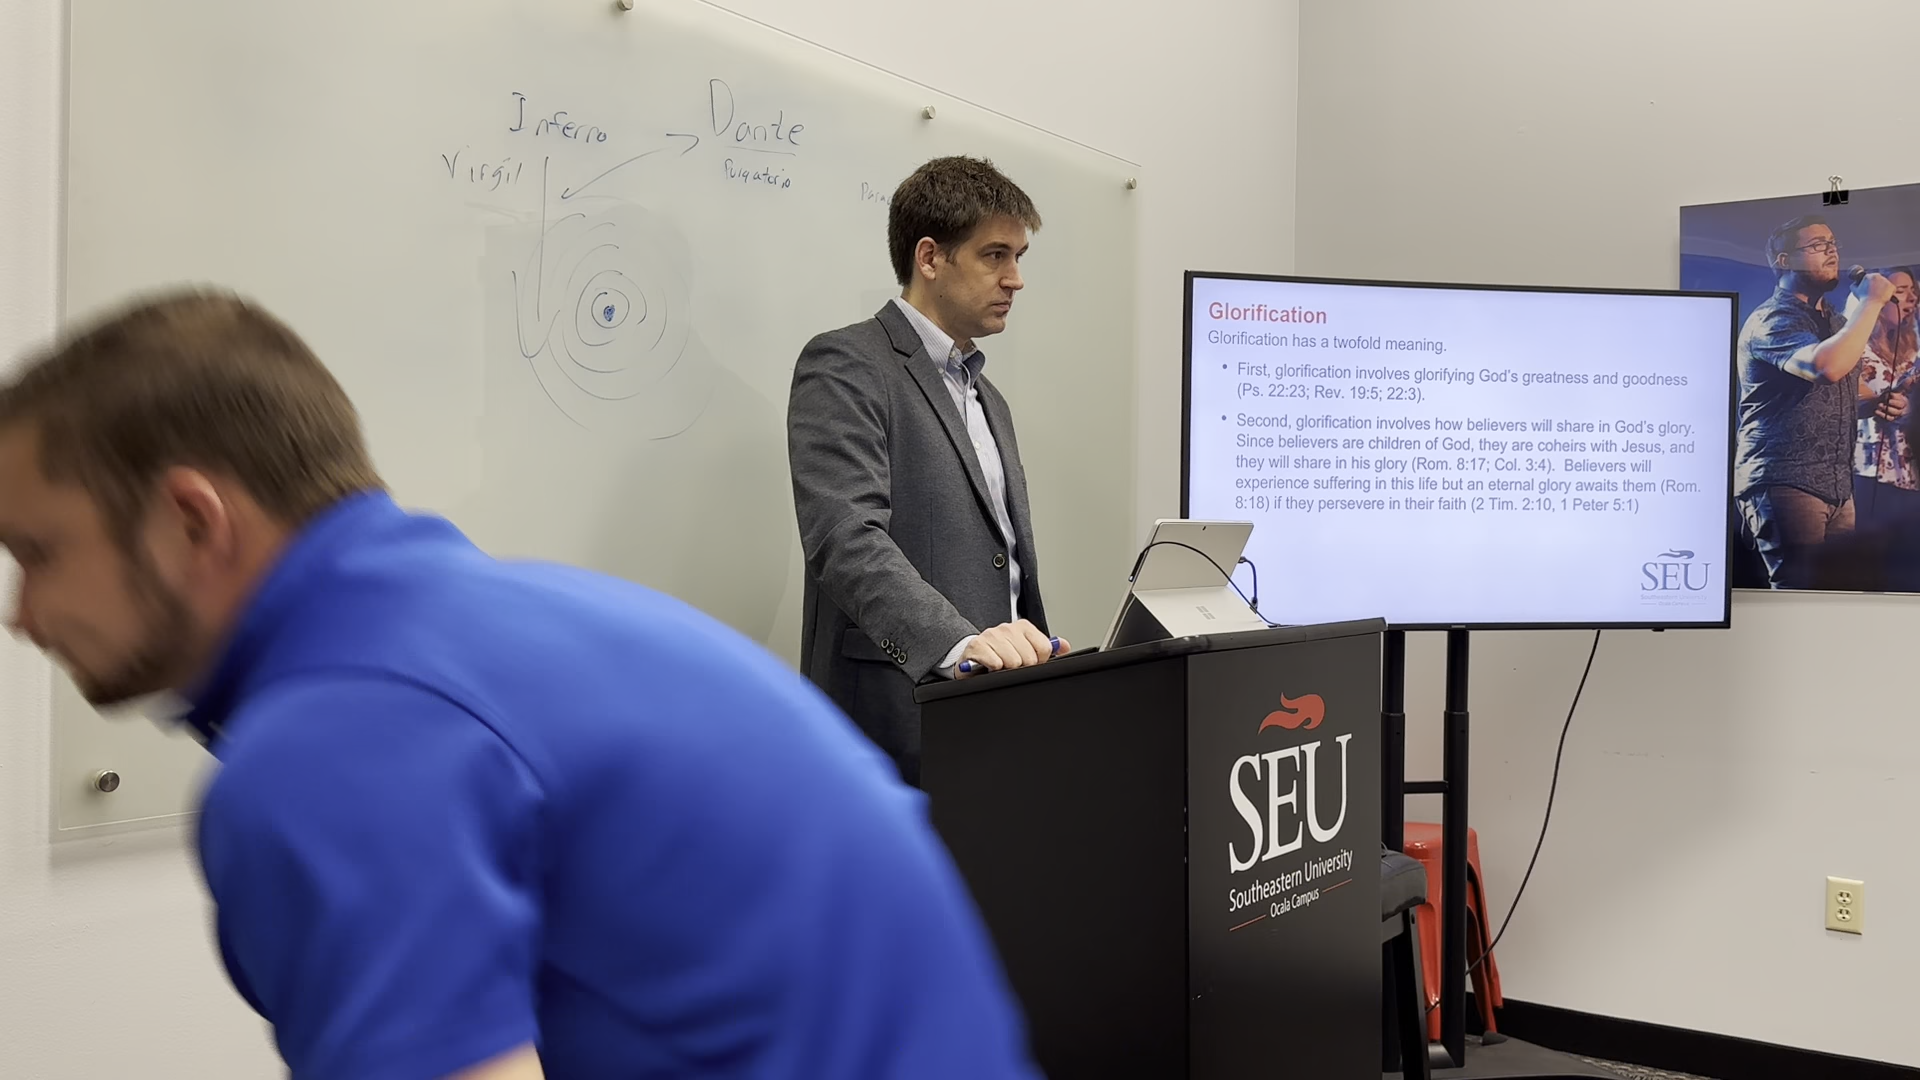 Inferno
Dante
Virgil
Purgatorio
Glorification
Glorification has a twofold meaning.
• First, glorification involves glorifying God's greatness and goodness
(Ps. 22:23; Rev. 19:5; 22:3).
• Second, glorification involves how believers will share in God's glory.
Since believers are children of God, they are coheirs with Jesus, and
they will share in his glory (Rom. 8:17; Col. 3:4). Believers will
experience suffering in this life but an eternal glory awaits them (Rom.
8:18) if they persevere in their faith (2 Tim. 2:10, 1 Peter 5:1)
SEU
Southeastern University
Ocala Campus
SEU
Southeastern University
Ocala Campus